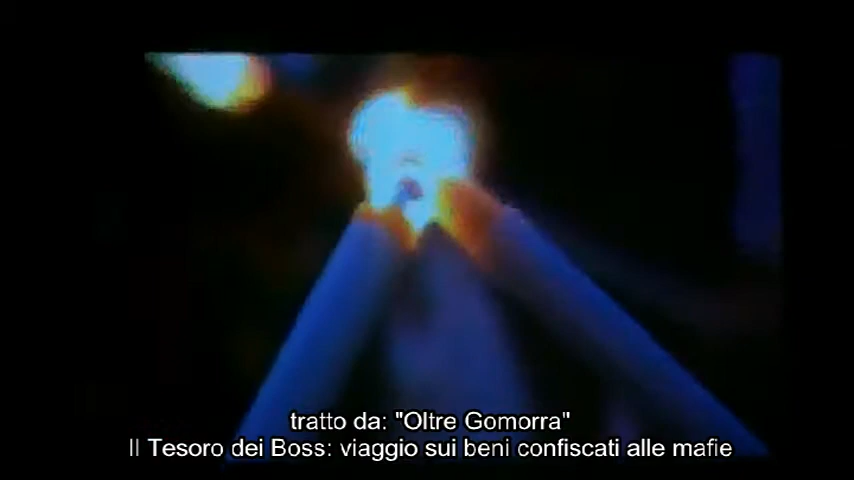 tratto da: "Oltre Gomorra"
Il Tesoro dei Boss: viaggio sui beni confiscati alle mafie